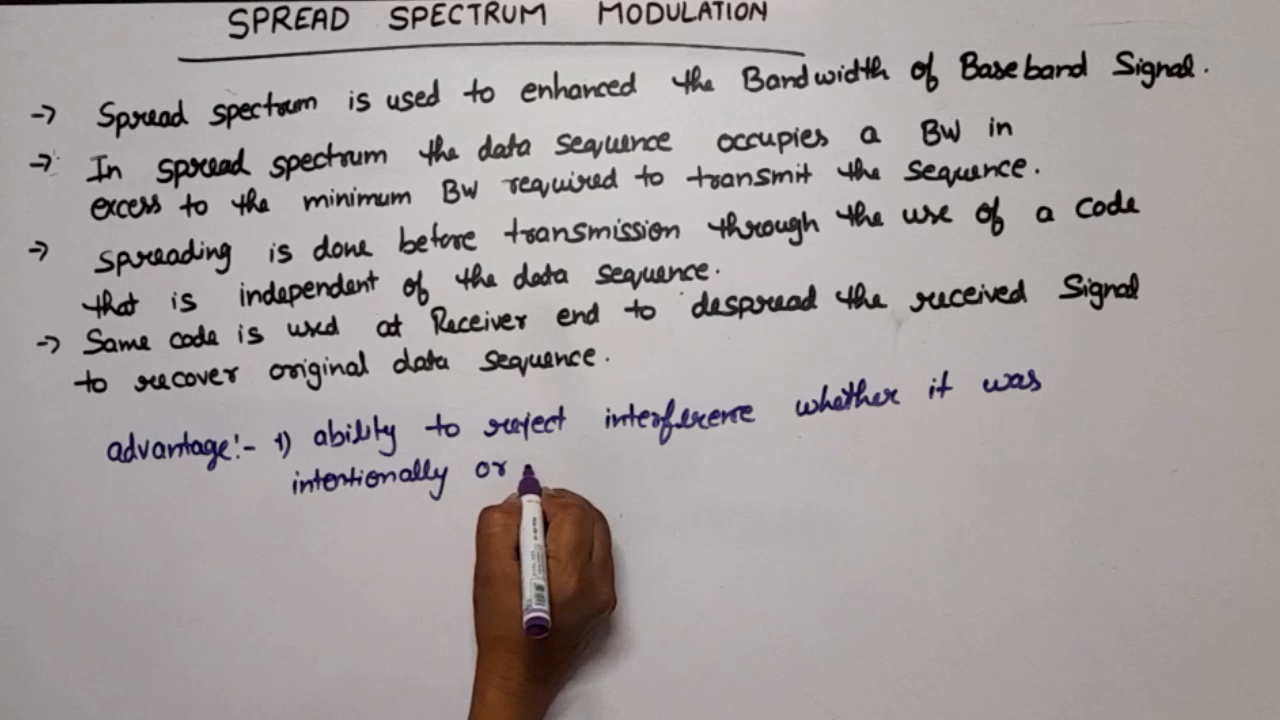 SPREAD SPECTRUM MODULATION
-> Spread spectrum is used to enhanced the Bandwidth of Baseband Signal.
-> In spread spectrum the data sequence occupies a BW in
excess to the minimum BW required to transmit the sequence.
-> spreading is done before transmission through the use of a code
that is independent of the data sequence.
-> Same code is used at Receiver end to despread the received Signal
to recover original data sequence.
advantage:- 1) ability to reject interference whether it was
intentionally or